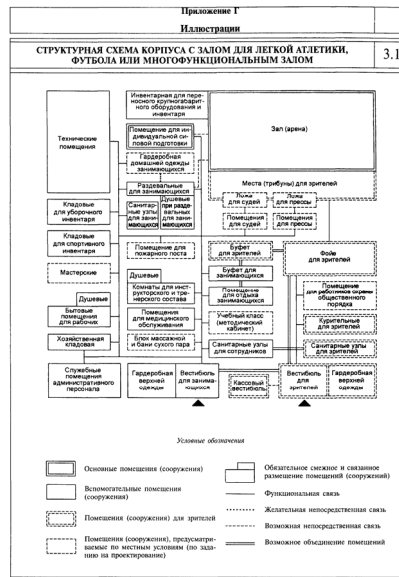 Приложение Г
Иллюстрации
СТРУКТУРНАЯ СХЕМА КОРПУСА С ЗАЛОМ ДЛЯ ЛЕГКОЙ АТЛЕТИКИ,
ФУТБОЛА ИЛИ МНОГОФУНКЦИОНАЛЬНЫМ ЗАЛОМ
3.1
Технические
помещения
Инвентарная для пере-
носного крупногабарит-
ного оборудования и
инвентаря
Помещение для ин-
дивидуальной си-
ловой подготовки
Гардеробная
домашней одежды
занимающихся
Раздевальные
для занимающихся
Зал (арена)
Места (трибуны) для зрителей
Кладовые
для уборочного
инвентаря
Санитар-
ные узлы
для зани-
мающихся
Душевые
при разде-
вальных
для зани-
мающихся
Ложа
для судей
Ложа
для прессы
Помещения
для судей
Помещения
для прессы
Кладовые
для спортивного
инвентаря
Помещение для
пожарного поста
Буфет
для зрителей
Фойе
для зрителей
Мастерские
Душевые
Буфет для
занимающихся
Душевые
Комнаты для инст-
рукторского и тре-
нерского состава
Помещение
для отдыха
занимающихся
Помещение
для работников охраны
общественного
порядка
Бытовые
помещения
для рабочих
Помещения
для медицинского
обслуживания
Учебный класс
(методический
кабинет)
Курительные
для зрителей
Хозяйственная
кладовая
Блок массажной
и бани сухого пара
Санитарные узлы
для сотрудников
Санитарные узлы
для зрителей
Служебные
помещения
административного
персонала
Гардеробная
верхней
одежды
Вестибюль
для занима-
ющихся
Кассовый
вестибюль
Вестибюль
для
зрителей
Гардеробная
верхней
одежды
Условные обозначения
Основные помещения (сооружения)
Вспомогательные помещения
(сооружения)
Помещения (сооружения) для зрителей
Помещения (сооружения), предусматри-
ваемые по местным условиям (по зада-
нию на проектирование)
Обязательное смежное и связанное
размещение помещений (сооружений)
Функциональная связь
Желательная непосредственная связь
Возможная непосредственная связь
Возможное объединение помещений